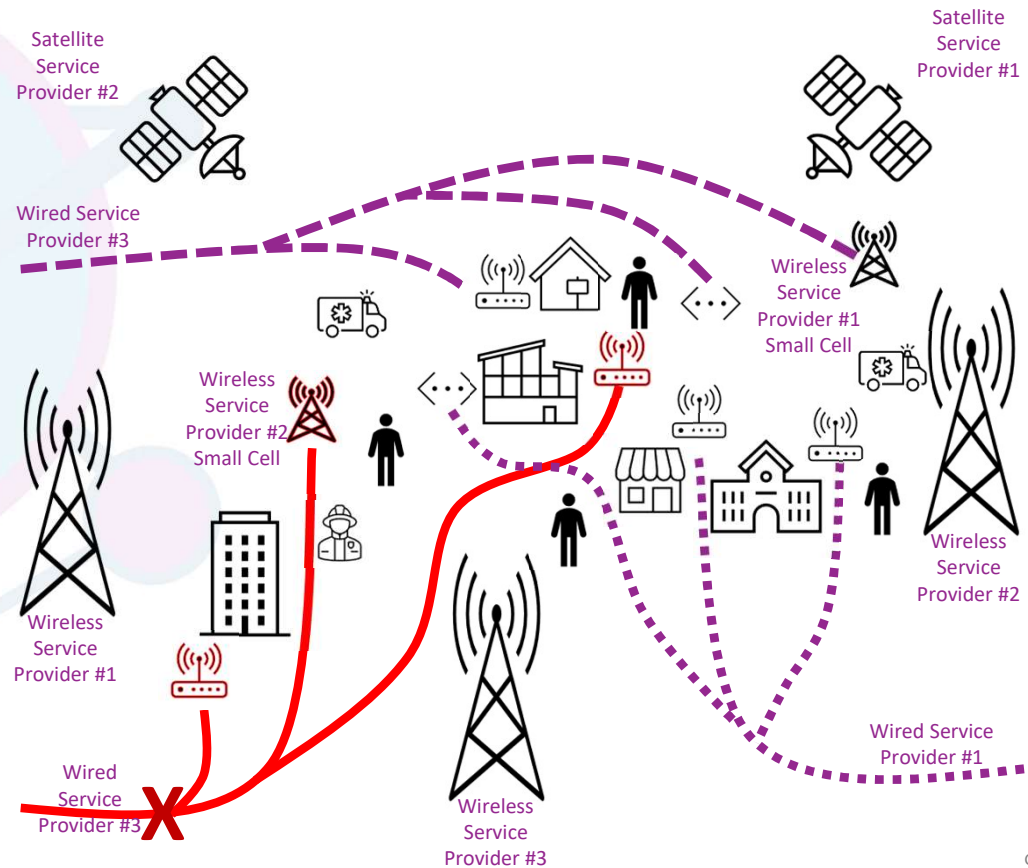 Satellite
Service
Provider #2
Satellite
Service
Provider #1
Wired Service
Provider #3
Wireless
Service
Provider #1
Small Cell
Wireless
Service
Provider #2
Small Cell
Wireless
Service
Provider #1
Wireless
Service
Provider #2
Wired Service
Provider #1
Wired
Service
Provider #3
X
Wireless
Service
Provider #3